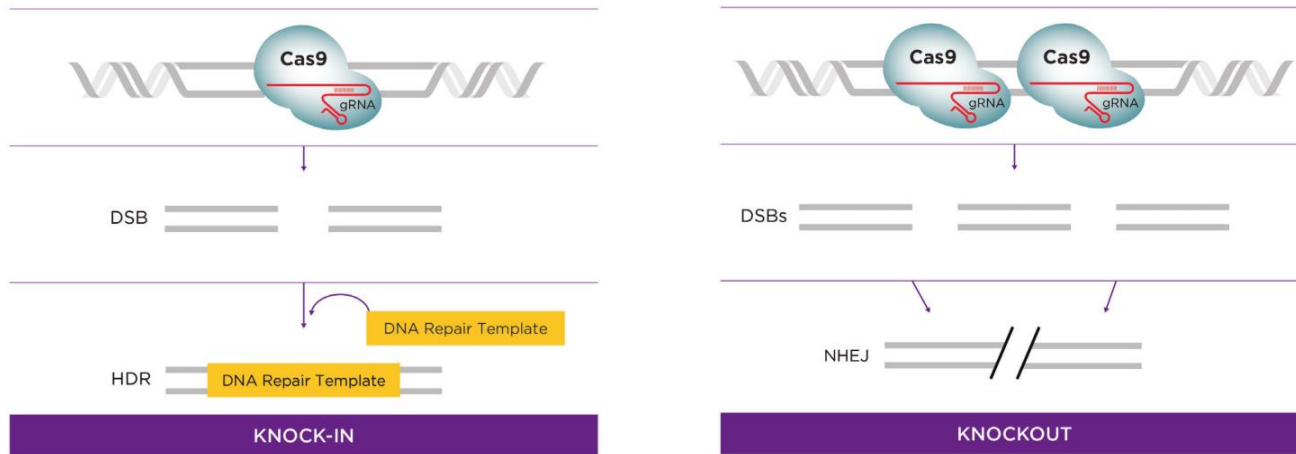 Cas9
gRNA
DSB
DNA Repair Template
HDR
DNA Repair Template
KNOCK-IN
Cas9
Cas9
gRNA
gRNA
DSBs
NHEJ
KNOCKOUT